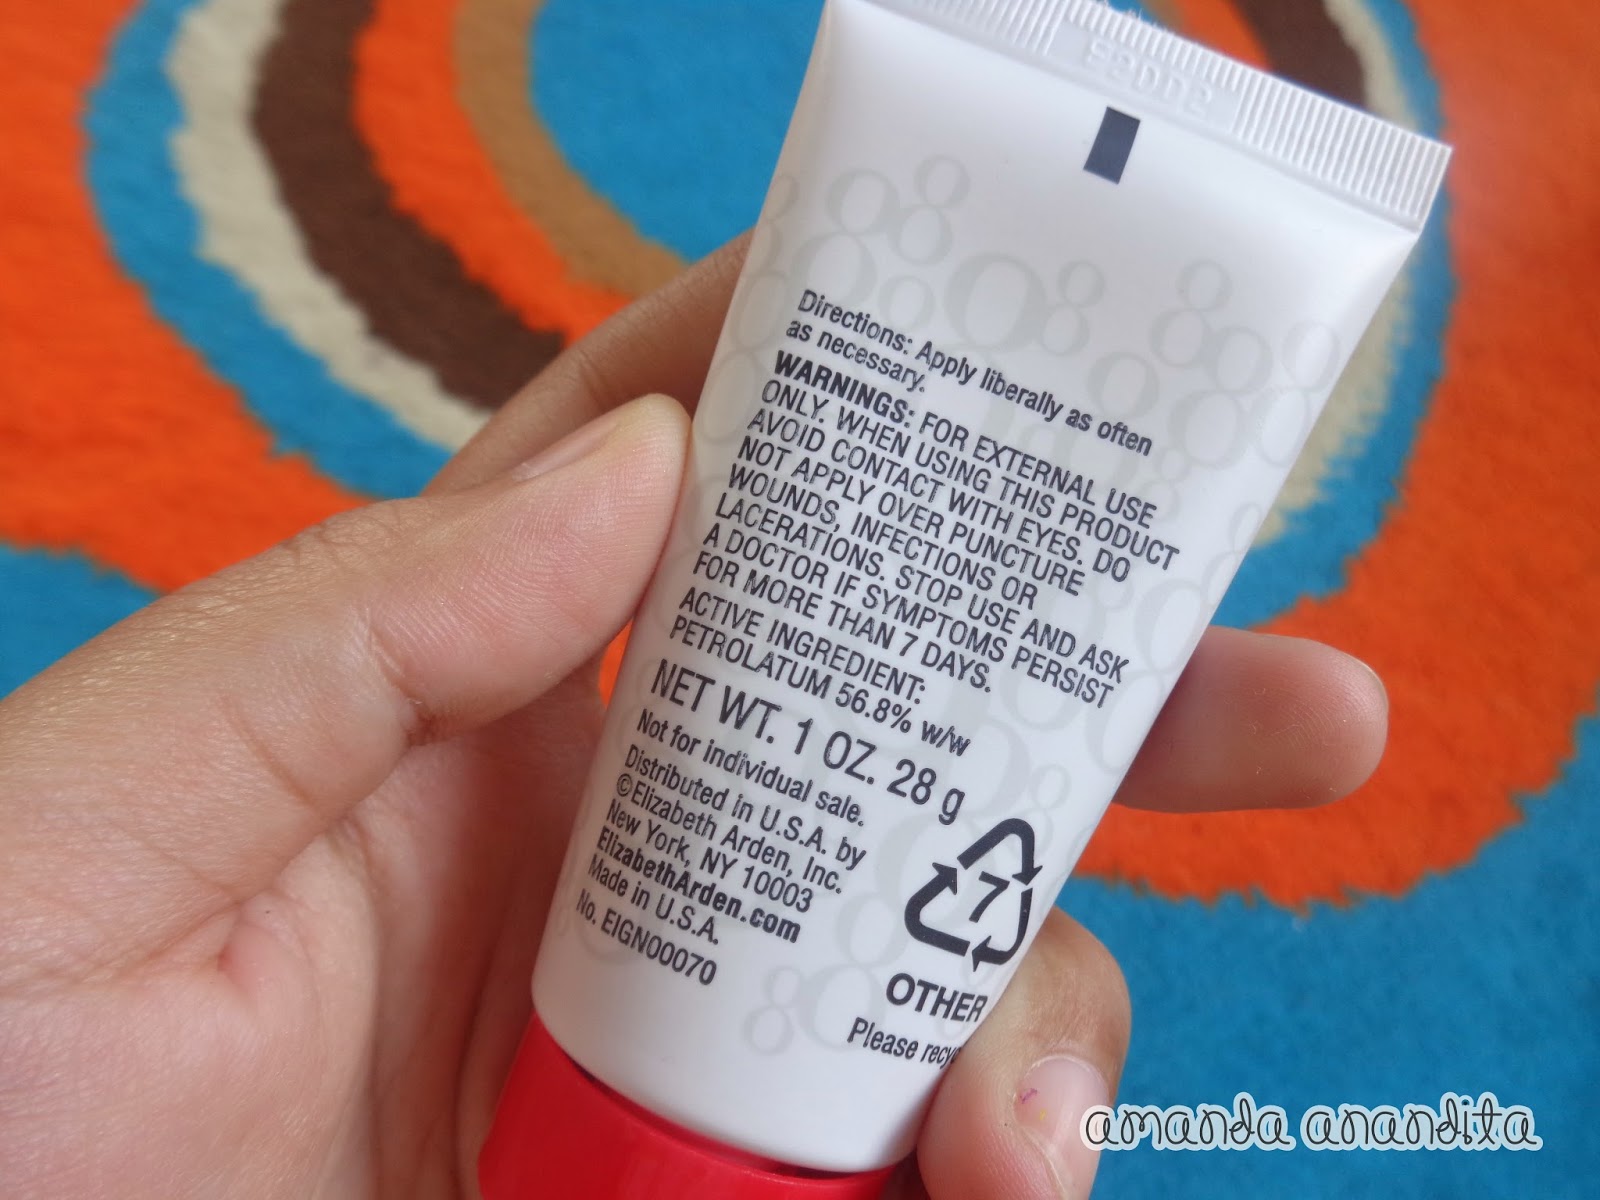 Directions: Apply liberally as often
as necessary.
WARNINGS: FOR EXTERNAL USE
ONLY. WHEN USING THIS PRODUCT
AVOID CONTACT WITH EYES. DO
NOT APPLY OVER PUNCTURE
WOUNDS, INFECTIONS OR
LACERATIONS. STOP USE AND ASK
A DOCTOR IF SYMPTOMS PERSIST
FOR MORE THAN 7 DAYS.
ACTIVE INGREDIENT:
PETROLATUM 56.8% w/w
NET WT. 1 OZ. 28 g
Not for individual sale.
Distributed in U.S.A. by
©Elizabeth Arden, Inc.
New York, NY 10003
ElizabethArden.com
Made in U.S.A.
No. EIGN00070
7
OTHER
Please
amanda anandita